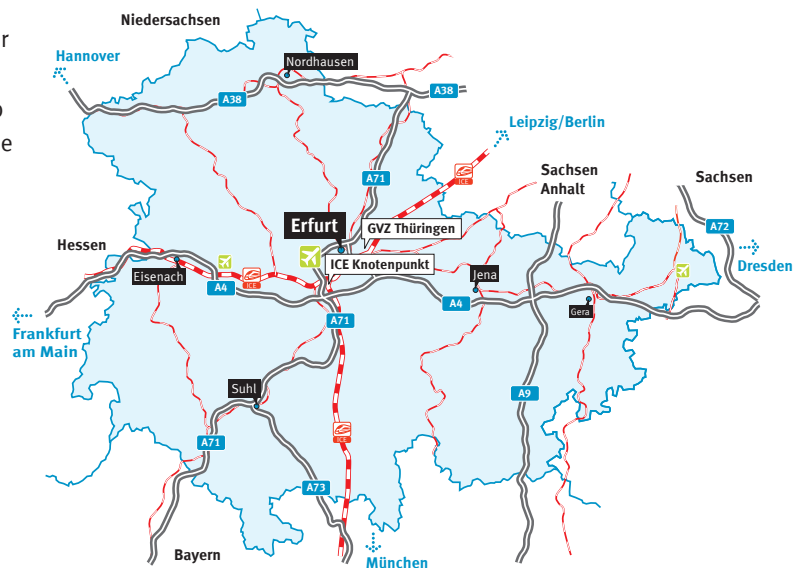 Niedersachsen
r
Hannover
Nordhausen
A38
A38
o
Leipzig/Berlin
e
Sachsen
Anhalt
Sachsen
ICE
A71
Erfurt
GVZ Thüringen
A72
Hessen
ICE Knotenpunkt
Dresden
Eisenach
ICE
Jena
A4
A4
Gera
Frankfurt
am Main
A71
Suhl
A9
A71
ICE
A73
Bayern
München